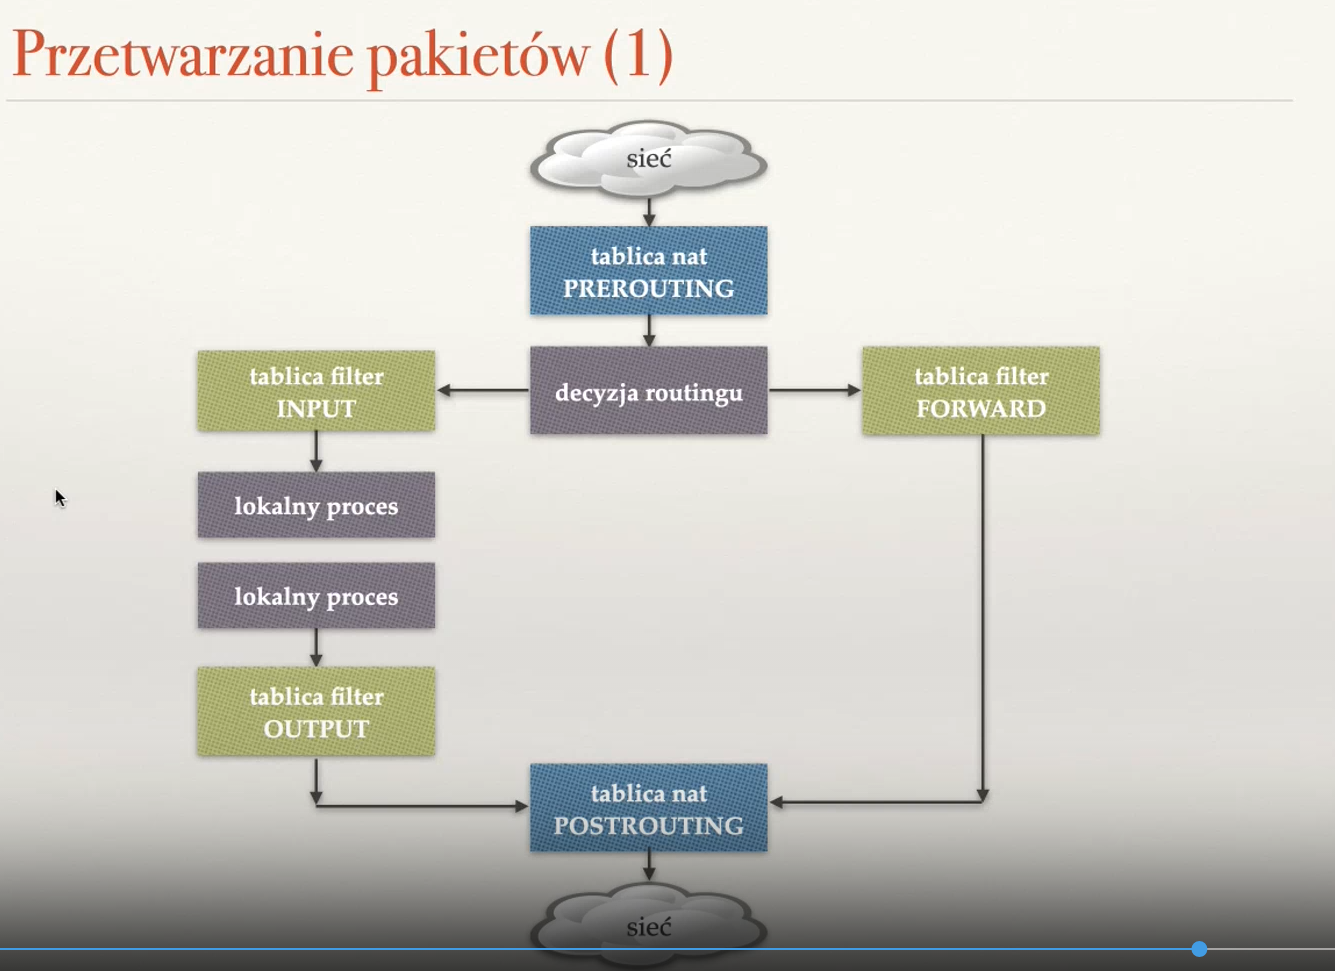 Przetwarzanie pakietów (1)
sieć
tablica nat
PREROUTING
tablica filter
INPUT
decyzja routingu
tablica filter
FORWARD
lokalny proces
lokalny proces
tablica filter
OUTPUT
tablica nat
POSTROUTING
sieć